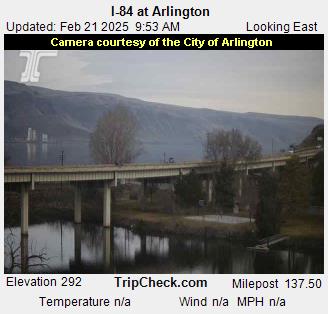 I-84 at Arlington
Updated: Feb 21 2025 9:53 AM Looking East
Camera courtesy of the City of Arlington
Elevation 292 TripCheck.com Milepost 137.50
Temperature n/a Wind n/a MPH n/a